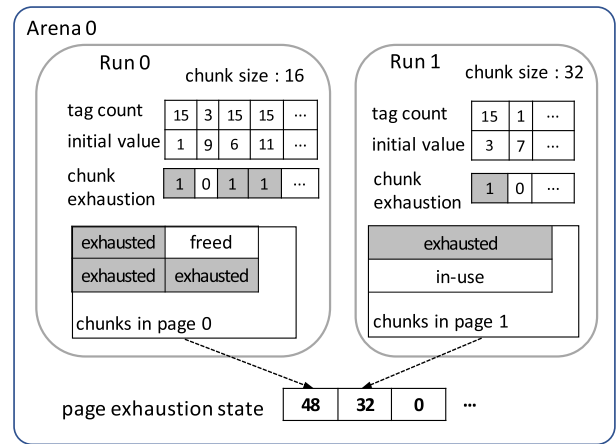 Arena 0
Run 0
chunk size : 16
tag count 15 3 15 15 ...
initial value 1 9 6 11
chunk
exhaustion 1 0 1 1 ...
exhausted freed
exhausted exhausted
chunks in page 0
Run 1
chunk size : 32
tag count 15 1 ...
initial value 3 7
chunk
exhaustion 1 0 ...
exhausted
in-use
chunks in page 1
page exhaustion state 48 32 0 ...